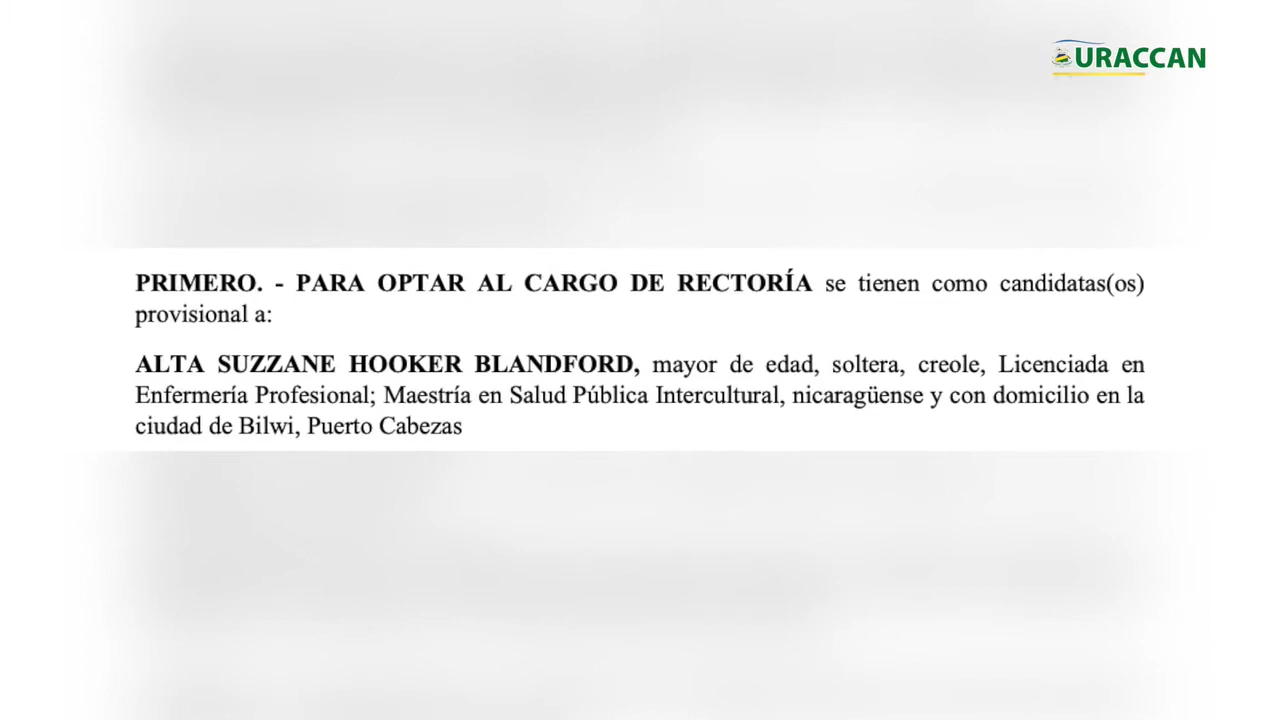 URACCAN
PRIMERO. - PARA OPTAR AL CARGO DE RECTORÍA se tienen como candidatas(os)
provisional a:
ALTA SUZZANE HOOKER BLANDFORD, mayor de edad, soltera, creole, Licenciada en
Enfermería Profesional; Maestría en Salud Pública Intercultural, nicaragüense y con domicilio en la
ciudad de Bilwi, Puerto Cabezas